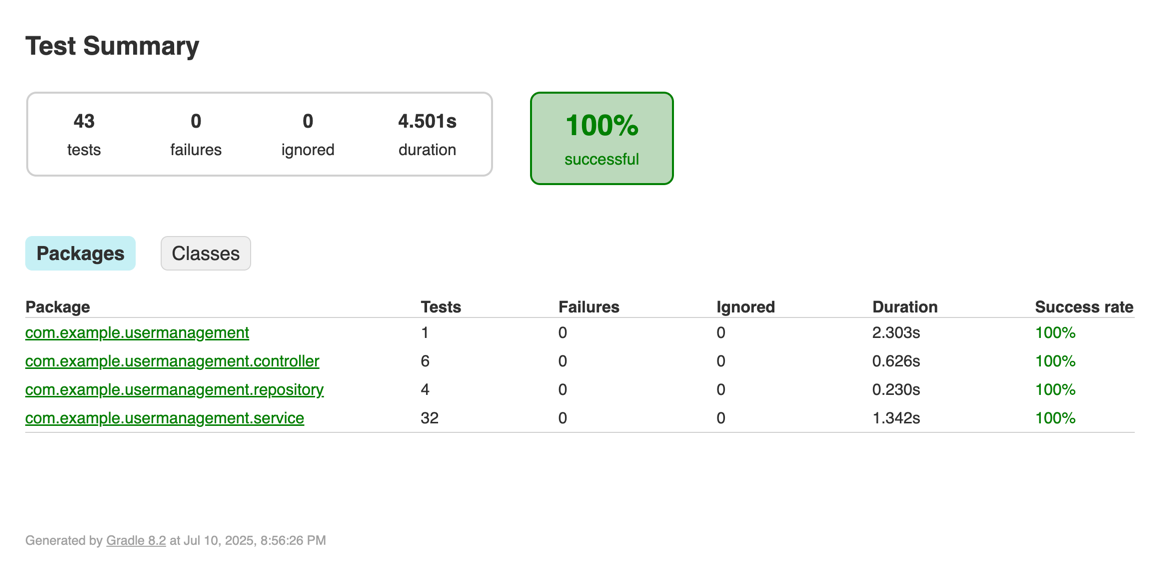 Test Summary
43 0 0 4.501s
tests failures ignored duration
100%
successful
Packages Classes
Package Tests Failures Ignored Duration Success rate
com.example.usermanagement 1 0 0 2.303s 100%
com.example.usermanagement.controller 6 0 0 0.626s 100%
com.example.usermanagement.repository 4 0 0 0.230s 100%
com.example.usermanagement.service 32 0 0 1.342s 100%
Generated by Gradle 8.2 at Jul 10, 2025, 8:56:26 PM